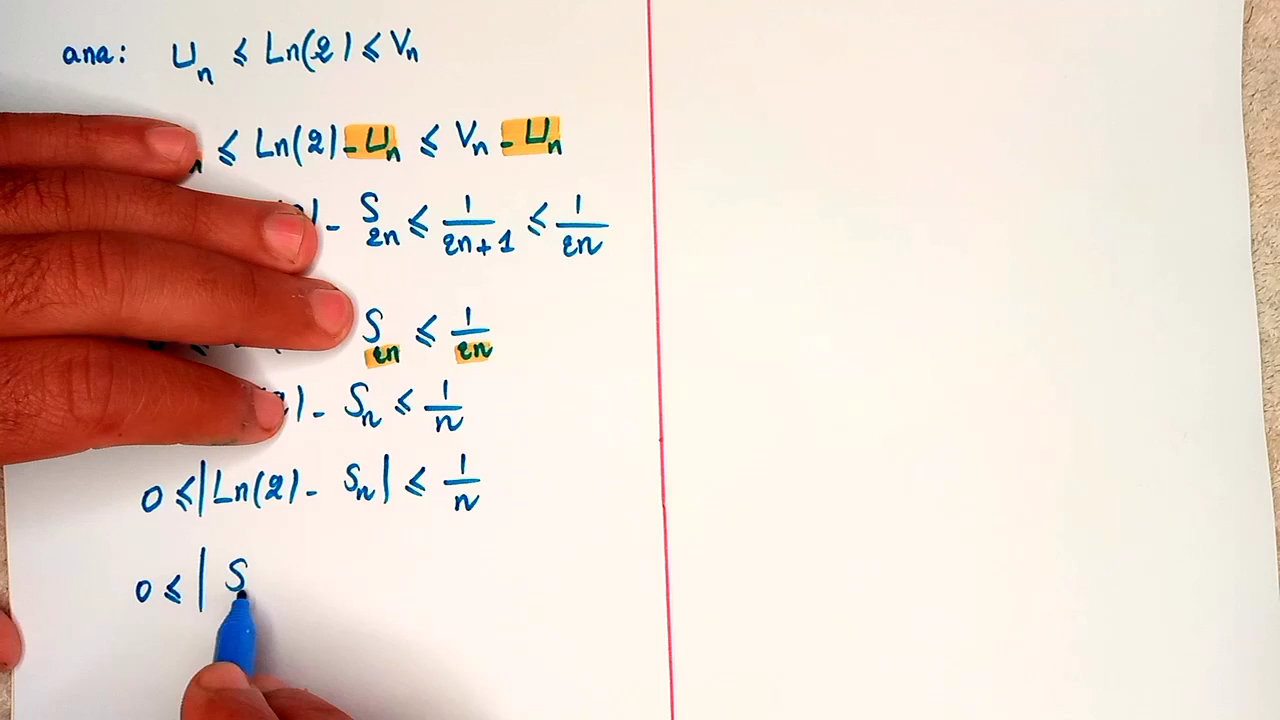 ana: Un ≤ Ln(2) ≤ Vn
n ≤ Ln(2) - Un ≤ Vn - Un
) - S2n ≤ 1/(2n+1) ≤ 1/2n
S2n ≤ 1/2n
) - Sn ≤ 1/n
0 ≤ |Ln(2) - Sn| ≤ 1/n
0 ≤ | S